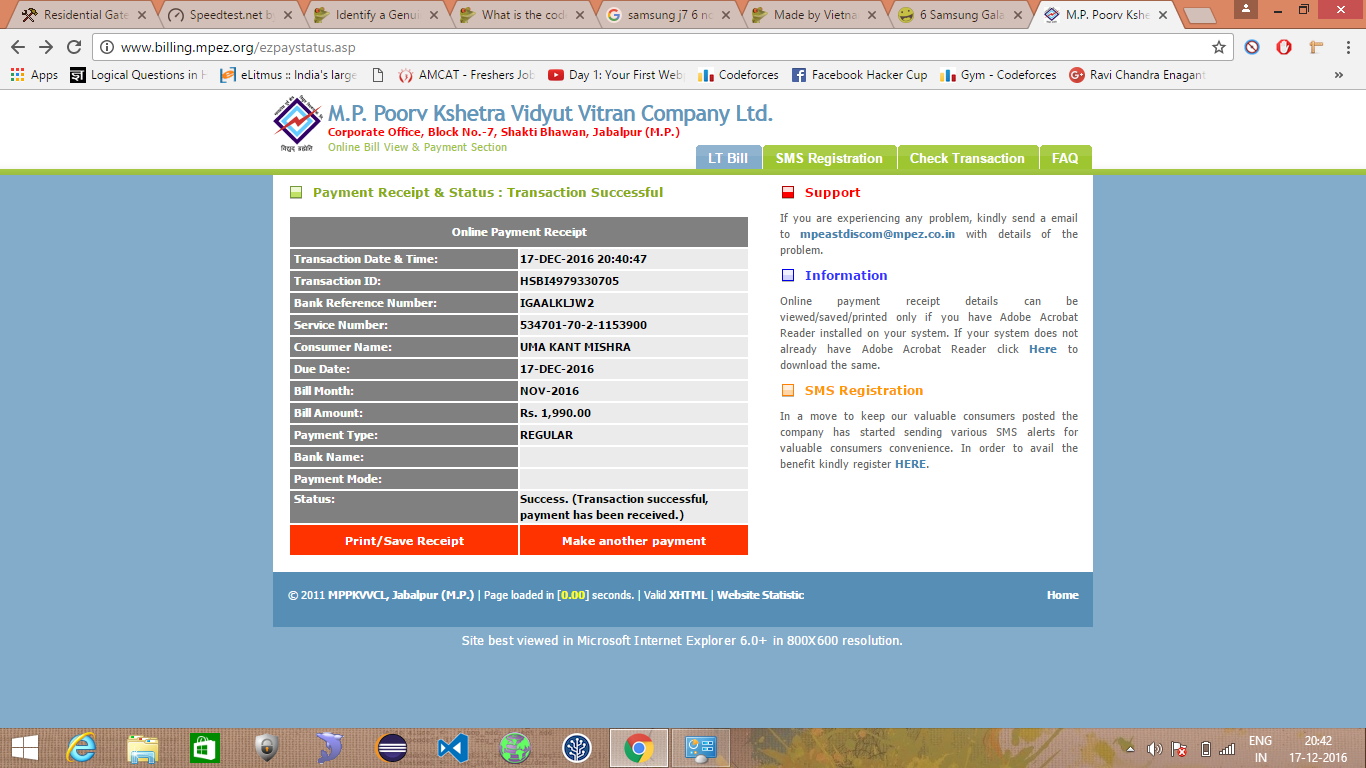 Residential Gate
Speedtest.net b
Identify a Genu
What is the cod
samsung j7 6 no
Made by Vietna
6 Samsung Gala
M.P. Poorv Kshe
www.billing.mpez.org/ezpaystatus.asp
Apps
Logical Questions in H
eLitmus :: India's large
AMCAT - Freshers Job
Day 1: Your First Web
Codeforces
Facebook Hacker Cup
Gym - Codeforces
Ravi Chandra Enagant
»
M.P. Poorv Kshetra Vidyut Vitran Company Ltd.
Corporate Office, Block No.-7, Shakti Bhawan, Jabalpur (M.P.)
Online Bill View & Payment Section
LT Bill
SMS Registration
Check Transaction
FAQ
Payment Receipt & Status : Transaction Successful
Online Payment Receipt
Transaction Date & Time: 17-DEC-2016 20:40:47
Transaction ID: HSBI4979330705
Bank Reference Number: IGAALKLJW2
Service Number: 534701-70-2-1153900
Consumer Name: UMA KANT MISHRA
Due Date: 17-DEC-2016
Bill Month: NOV-2016
Bill Amount: Rs. 1,990.00
Payment Type: REGULAR
Bank Name:
Payment Mode:
Status: Success. (Transaction successful,
payment has been received.)
Print/Save Receipt
Make another payment
Support
If you are experiencing any problem, kindly send a email
to mpeastdiscom@mpez.co.in with details of the
problem.
Information
Online payment receipt details can be
viewed/saved/printed only if you have Adobe Acrobat
Reader installed on your system. If your system does not
already have Adobe Acrobat Reader click Here to
download the same.
SMS Registration
In a move to keep our valuable consumers posted the
company has started sending various SMS alerts for
valuable consumers convenience. In order to avail the
benefit kindly register HERE.
© 2011 MPPKVVCL, Jabalpur (M.P.) | Page loaded in [0.00] seconds. | Valid XHTML | Website Statistic
Home
Site best viewed in Microsoft Internet Explorer 6.0+ in 800X600 resolution.
ENG
IN
20:42
17-12-2016